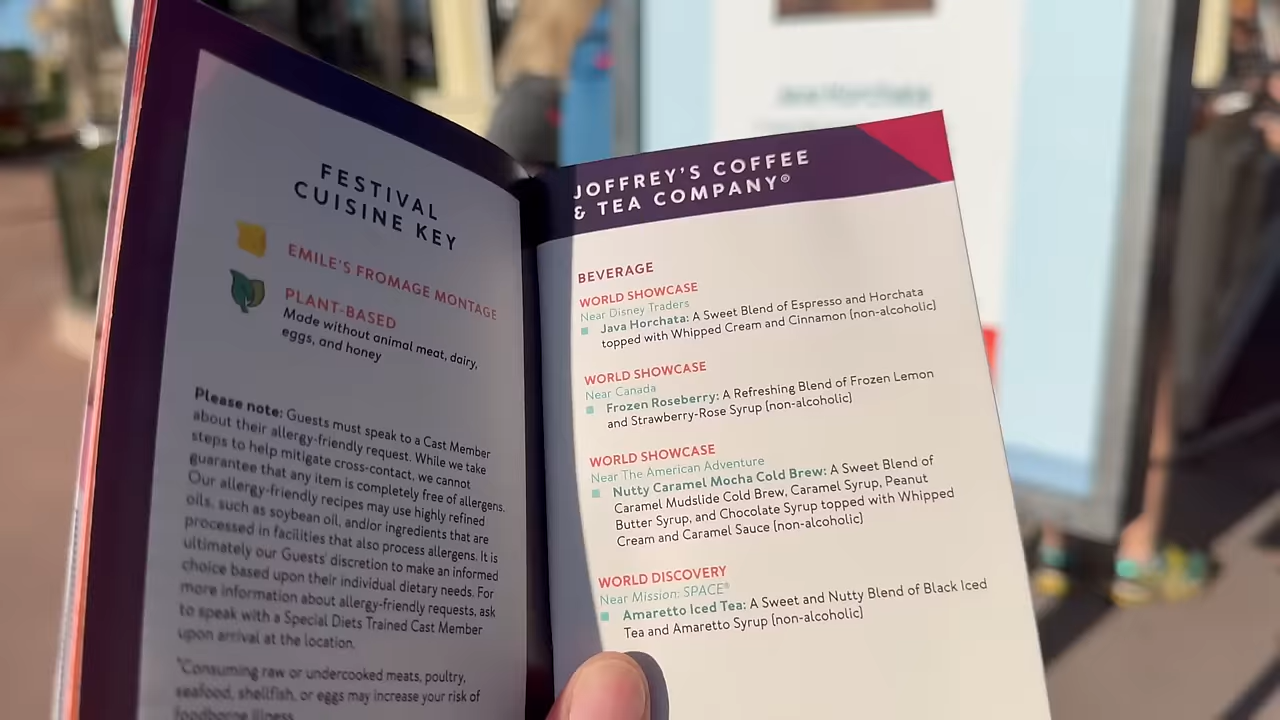 FESTIVAL
CUISINE KEY
EMILE'S FROMAGE MONTAGE
PLANT-BASED
Made without animal meat, dairy,
eggs, and honey
Please note: Guests must speak to a Cast Member
about their allergy-friendly request. While we take
steps to help mitigate cross-contact, we cannot
guarantee that any item is completely free of allergens.
Our allergy-friendly recipes may use highly refined
oils, such as soybean oil, and/or ingredients that are
processed in facilities that also process allergens. It is
ultimately our Guests' discretion to make an informed
choice based upon their individual dietary needs. For
more information about allergy-friendly requests, ask
to speak with a Special Diets Trained Cast Member
upon arrival at the location.
*Consuming raw or undercooked meats, poultry,
seafood, shellfish, or eggs may increase your risk of
foodborne illness
JOFFREY'S COFFEE
& TEA COMPANY®
BEVERAGE
WORLD SHOWCASE
Near Disney Traders
Java Horchata: A Sweet Blend of Espresso and Horchata
topped with Whipped Cream and Cinnamon (non-alcoholic)
WORLD SHOWCASE
Near Canada
Frozen Roseberry: A Refreshing Blend of Frozen Lemon
and Strawberry-Rose Syrup (non-alcoholic)
WORLD SHOWCASE
Near The American Adventure
Nutty Caramel Mocha Cold Brew: A Sweet Blend of
Caramel Mudslide Cold Brew, Caramel Syrup, Peanut
Butter Syrup, and Chocolate Syrup topped with Whipped
Cream and Caramel Sauce (non-alcoholic)
WORLD DISCOVERY
Near Mission: SPACE®
Amaretto Iced Tea: A Sweet and Nutty Blend of Black Iced
Tea and Amaretto Syrup (non-alcoholic)
Java Horchata